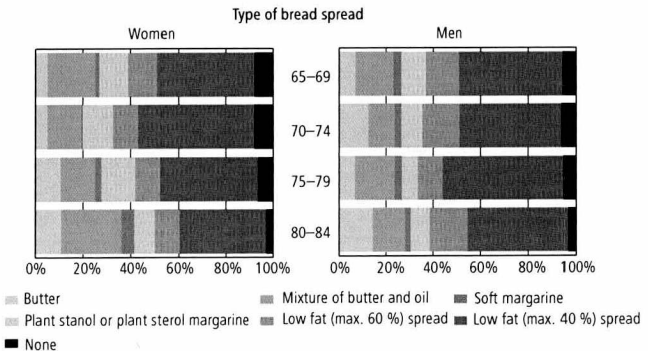 Type of bread spread
Women Men
65–69
70–74
75–79
80–84
0% 20% 40% 60% 80% 100% 0% 20% 40% 60% 80% 100%
Butter Mixture of butter and oil Soft margarine
Plant stanol or plant sterol margarine Low fat (max. 60 %) spread Low fat (max. 40 %) spread
None